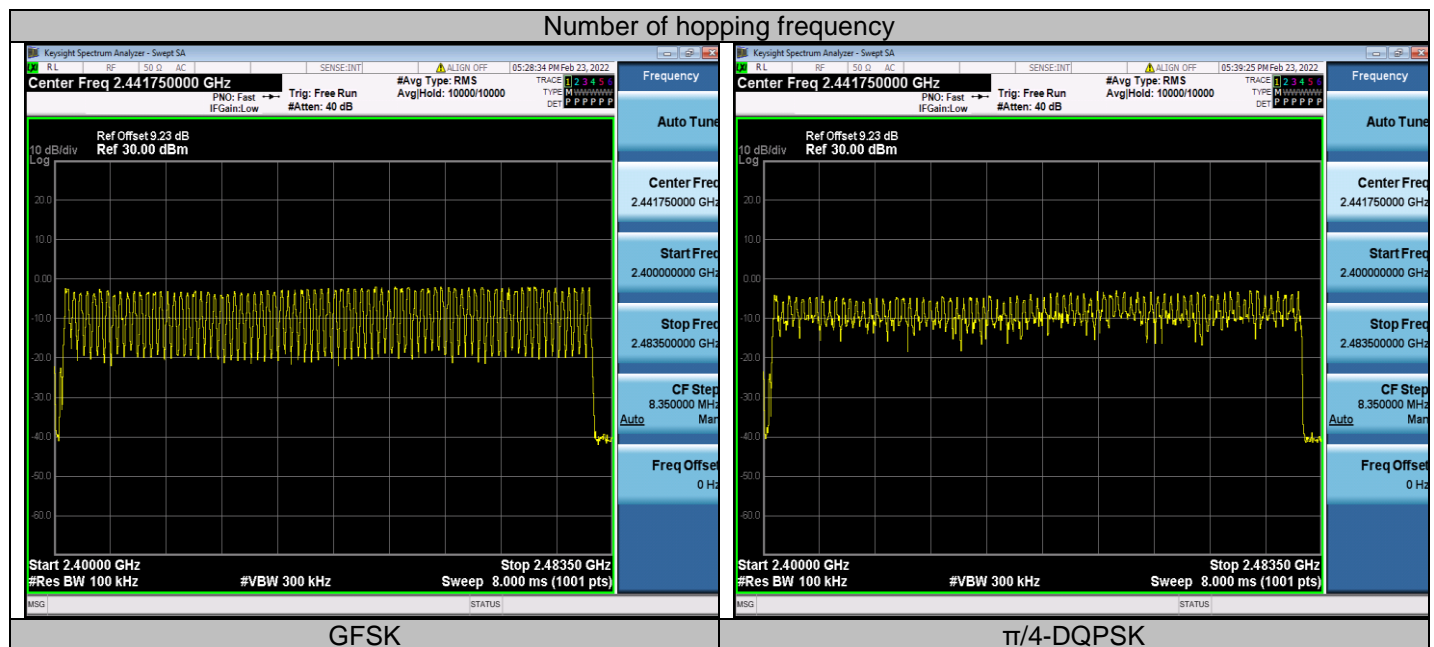 Number of hopping frequency
Keysight Spectrum Analyzer - Swept SA
RL RF 50 Ω AC SENSE:INT ALIGN OFF 05:28:34 PM Feb 23, 2022
Center Freq 2.441750000 GHz
PNO: Fast
IFGain:Low
Trig: Free Run
#Atten: 40 dB
#Avg Type: RMS
Avg|Hold: 10000/10000
TRACE 1 2 3 4 5 6
TYPE M WWWWW
DET P P P P P P
Ref Offset 9.23 dB
10 dB/div Ref 30.00 dBm
Log
20.0
10.0
0.00
-10.0
-20.0
-30.0
-40.0
-50.0
-60.0
Start 2.40000 GHz Stop 2.48350 GHz
#Res BW 100 kHz #VBW 300 kHz Sweep 8.000 ms (1001 pts)
MSG STATUS
Frequency
Auto Tune
Center Freq
2.441750000 GHz
Start Freq
2.400000000 GHz
Stop Freq
2.483500000 GHz
CF Step
8.350000 MHz
Auto Man
Freq Offset
0 Hz
GFSK
Keysight Spectrum Analyzer - Swept SA
RL RF 50 Ω AC SENSE:INT ALIGN OFF 05:39:25 PM Feb 23, 2022
Center Freq 2.441750000 GHz
PNO: Fast
IFGain:Low
Trig: Free Run
#Atten: 40 dB
#Avg Type: RMS
Avg|Hold: 10000/10000
TRACE 1 2 3 4 5 6
TYPE M WWWWW
DET P P P P P P
Ref Offset 9.23 dB
10 dB/div Ref 30.00 dBm
Log
20.0
10.0
0.00
-10.0
-20.0
-30.0
-40.0
-50.0
-60.0
Start 2.40000 GHz Stop 2.48350 GHz
#Res BW 100 kHz #VBW 300 kHz Sweep 8.000 ms (1001 pts)
MSG STATUS
Frequency
Auto Tune
Center Freq
2.441750000 GHz
Start Freq
2.400000000 GHz
Stop Freq
2.483500000 GHz
CF Step
8.350000 MHz
Auto Man
Freq Offset
0 Hz
π/4-DQPSK